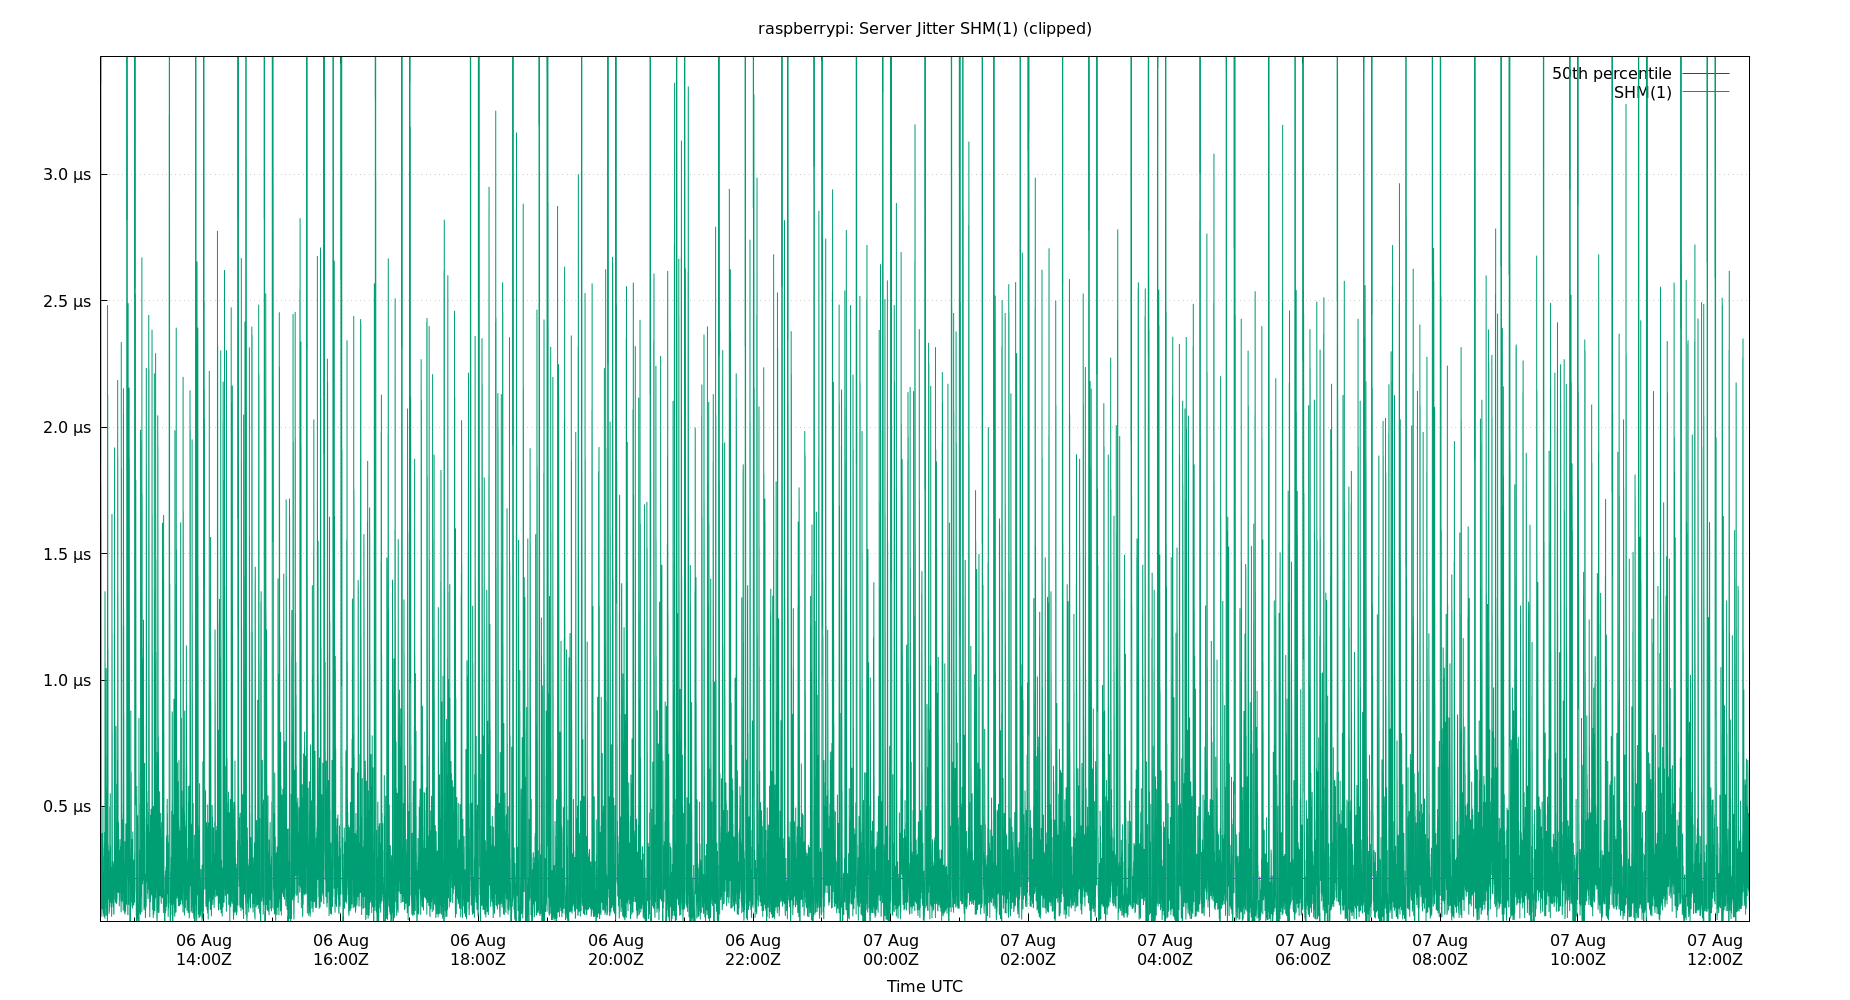 raspberrypi: Server Jitter SHM(1) (clipped)
50th percentile
SHM(1)
3.0 µs
2.5 µs
2.0 µs
1.5 µs
1.0 µs
0.5 µs
06 Aug 06 Aug 06 Aug 06 Aug 06 Aug 07 Aug 07 Aug 07 Aug 07 Aug 07 Aug 07 Aug 07 Aug
14:00Z 16:00Z 18:00Z 20:00Z 22:00Z 00:00Z 02:00Z 04:00Z 06:00Z 08:00Z 10:00Z 12:00Z
Time UTC